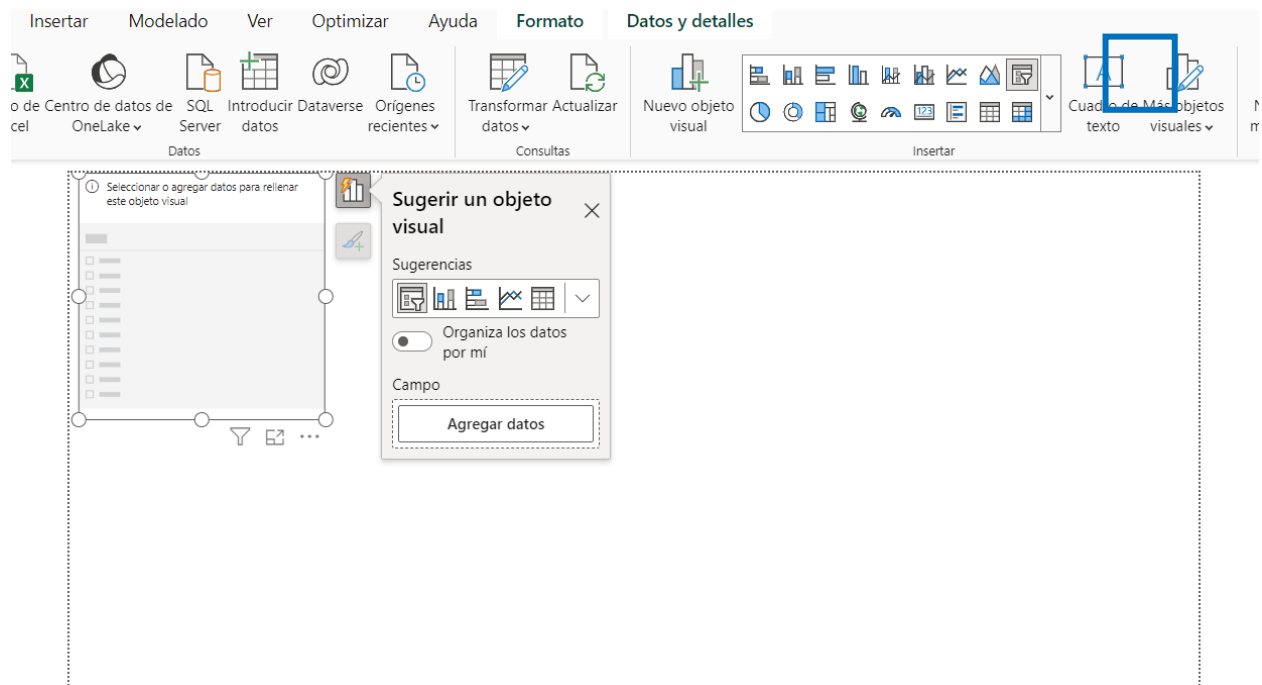 Insertar Modelado Ver Optimizar Ayuda Formato Datos y detalles
o de Centro de datos de SQL Introducir Dataverse Orígenes Transformar Actualizar Nuevo objeto Cuadro de Más objetos
cel OneLake Server datos recientes datos visual texto visuales
Datos Consultas Insertar
Seleccionar o agregar datos para rellenar
este objeto visual
Sugerir un objeto
visual
Sugerencias
Organiza los datos
por mí
Campo
Agregar datos